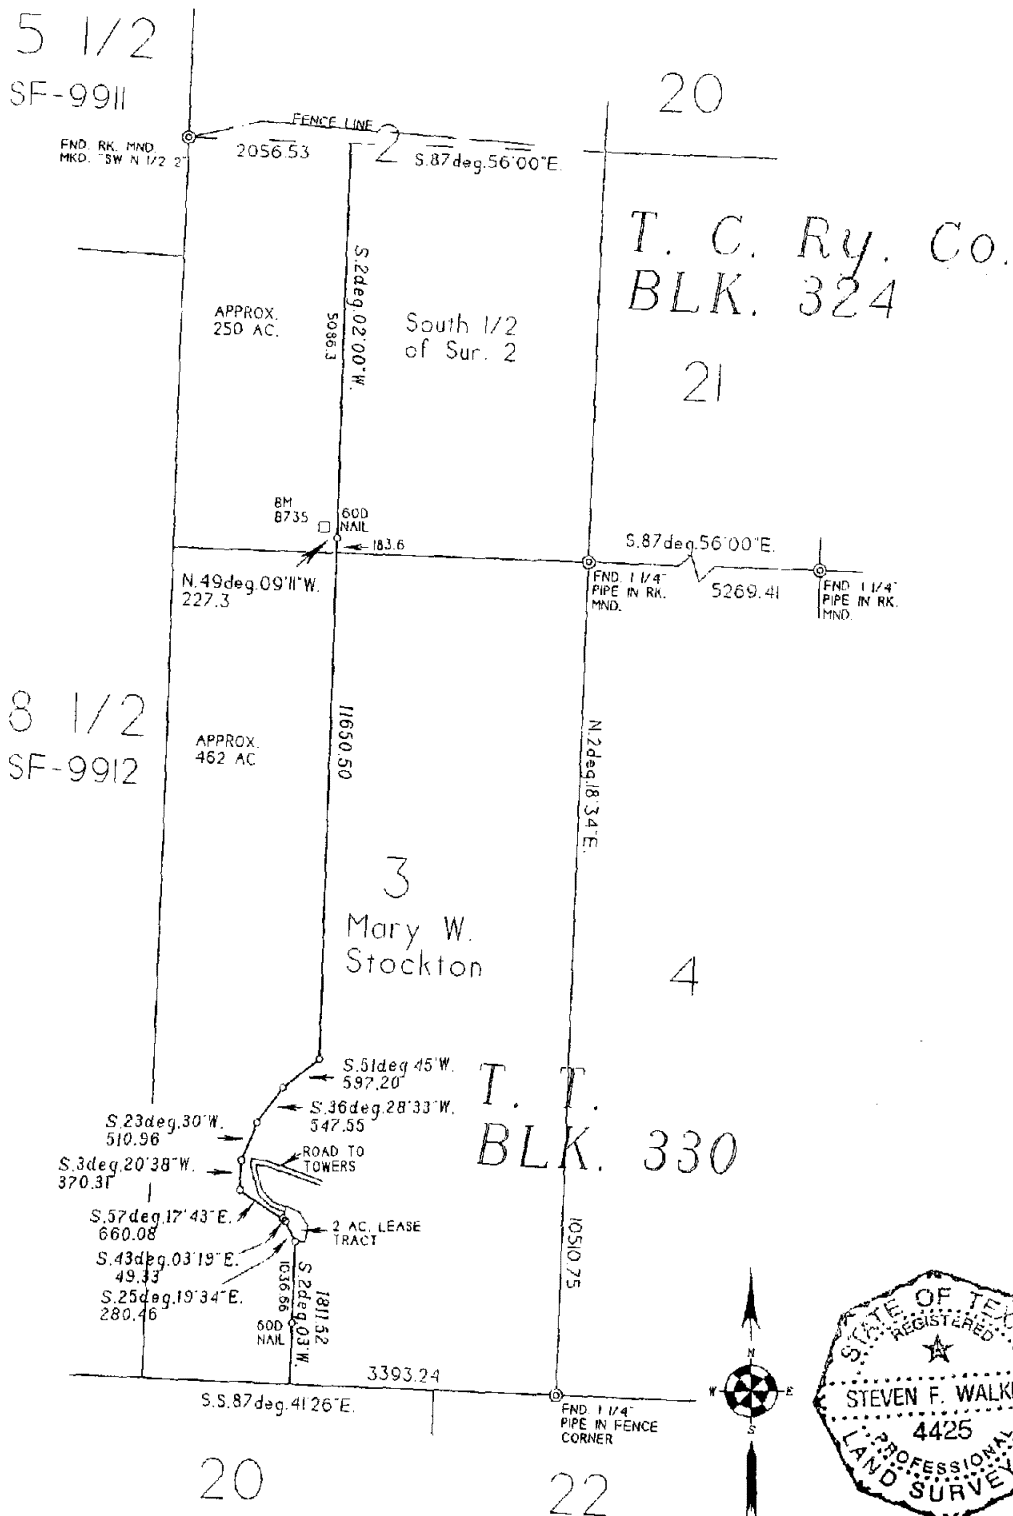 5 1/2
SF-9911
20
FENCE LINE
FND. RK. MND.
MKD. "SW N 1/2 2"
2056.53
2
S.87deg.56'00"E.
T. C. Ry. Co.
BLK. 324
S.2deg.02'00"W.
5086.3
APPROX.
250 AC.
South 1/2
of Sur. 2
21
BM
8735
60D
NAIL
183.6
S.87deg.56'00"E.
N.49deg.09'11"W.
227.3
FND. 1 1/4"
PIPE IN RK.
MND.
5269.41
FND 1 1/4"
PIPE IN RK.
MND.
8 1/2
SF-9912
APPROX.
462 AC
11650.50
N.2deg.18'34"E.
3
Mary W.
Stockton
4
S.51deg.45'W.
597.20
T. T.
BLK. 330
S.36deg.28'33"W.
547.55
S.23deg.30'W.
510.96
ROAD TO
TOWERS
S.3deg.20'38"W.
370.31
S.57deg.17'43"E.
660.08
2 AC. LEASE
TRACT
S.43deg.03'19"E.
49.33
S.25deg.19'34"E.
280.46
1811.52
S.2deg.03'W.
1036.66
10510.75
60D
NAIL
3393.24
S.S.87deg.41'26"E.
FND. 1 1/4"
PIPE IN FENCE
CORNER
N
W E
S
STATE OF TEX
REGISTERED
STEVEN F. WALK
4425
PROFESSIONAL
LAND SURVEY
20
22